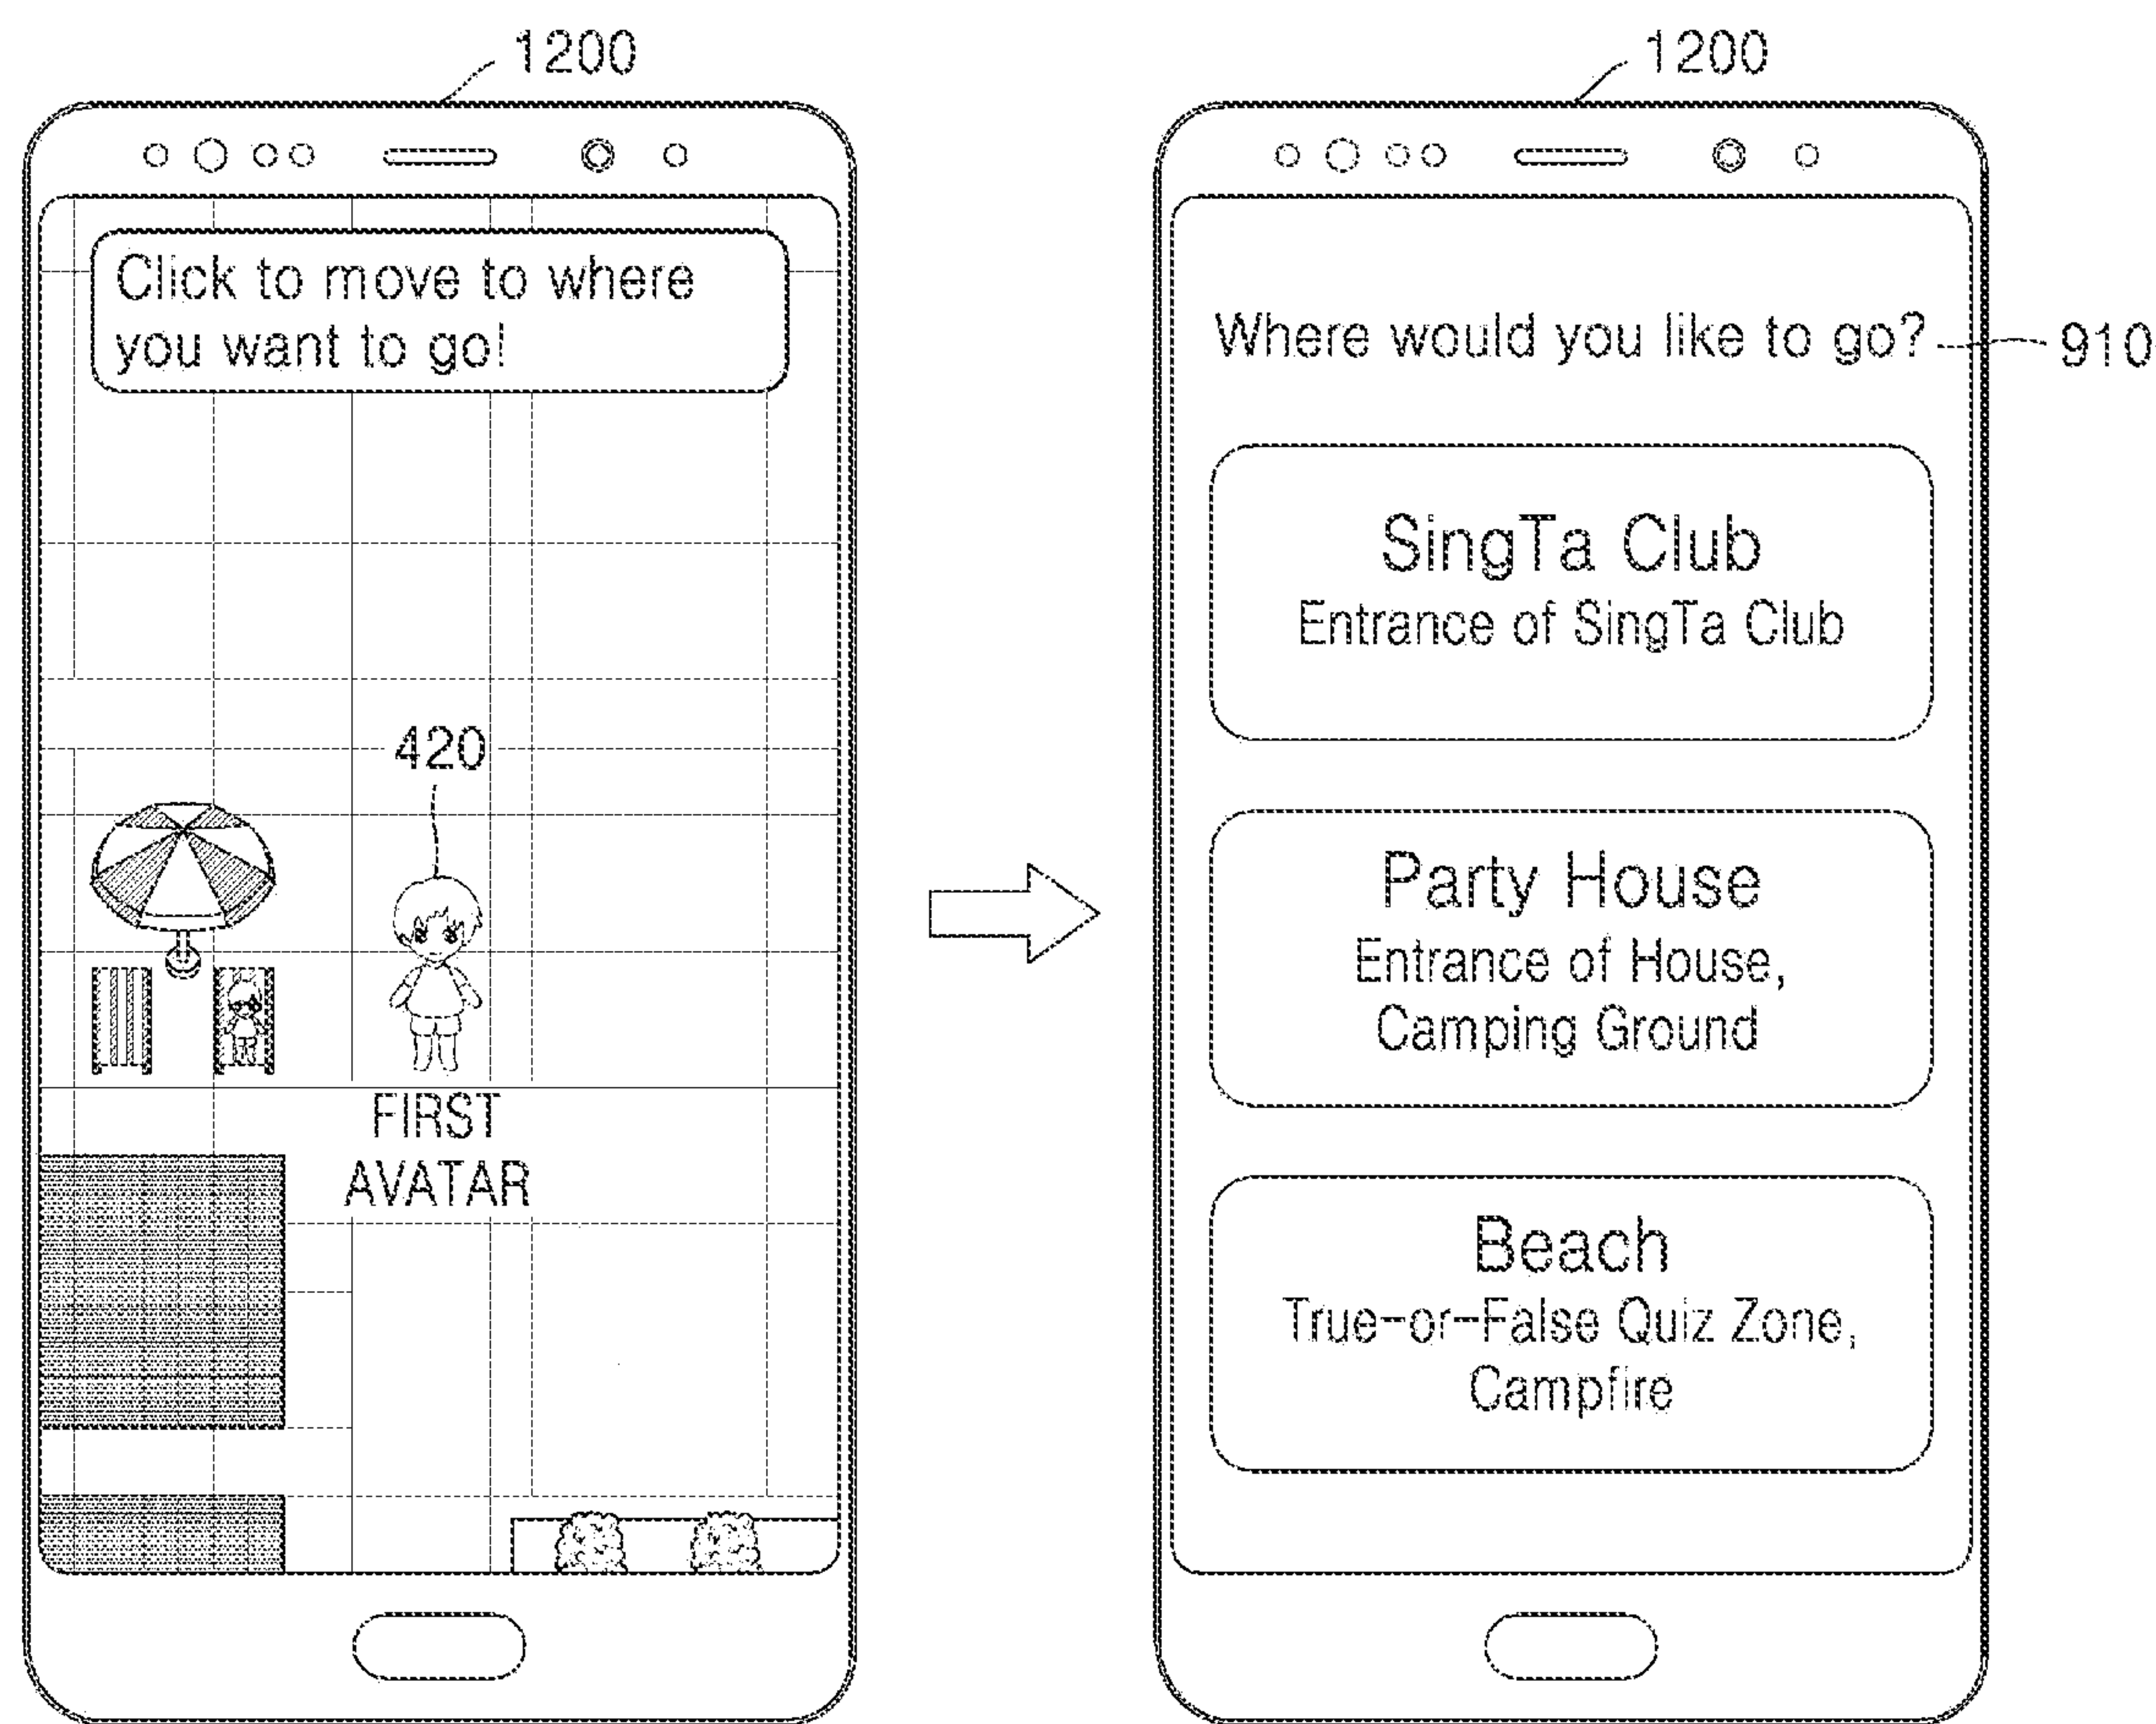 1200
Click to move to where
you want to go!
420
FIRST
AVATAR
1200
Where would you like to go?
910
SingTa Club
Entrance of SingTa Club
Party House
Entrance of House,
Camping Ground
Beach
True-or-False Quiz Zone,
Campfire